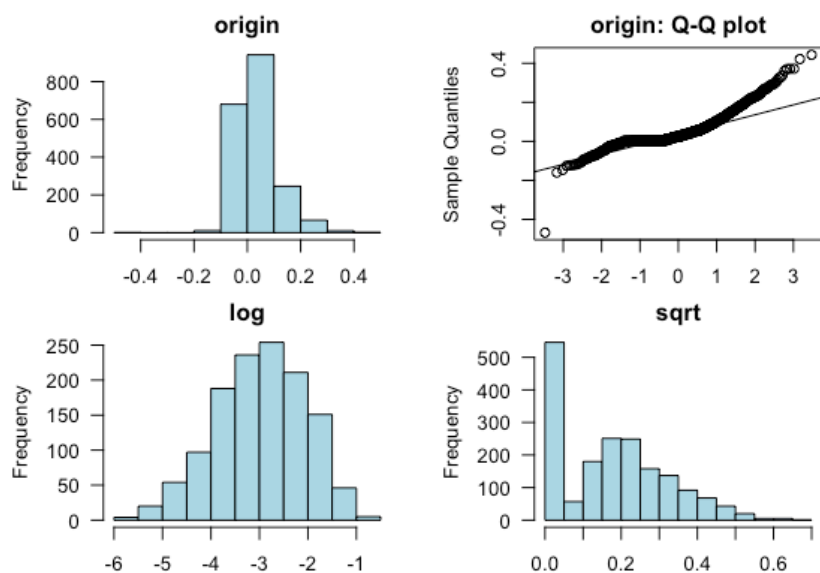 origin
Frequency
800
600
400
200
0
-0.4 -0.2 0.0 0.2 0.4
origin: Q-Q plot
Sample Quantiles
0.4
0.0
-0.4
-3 -2 -1 0 1 2 3
log
Frequency
250
200
150
100
50
0
-6 -5 -4 -3 -2 -1
sqrt
Frequency
500
400
300
200
100
0
0.0 0.2 0.4 0.6